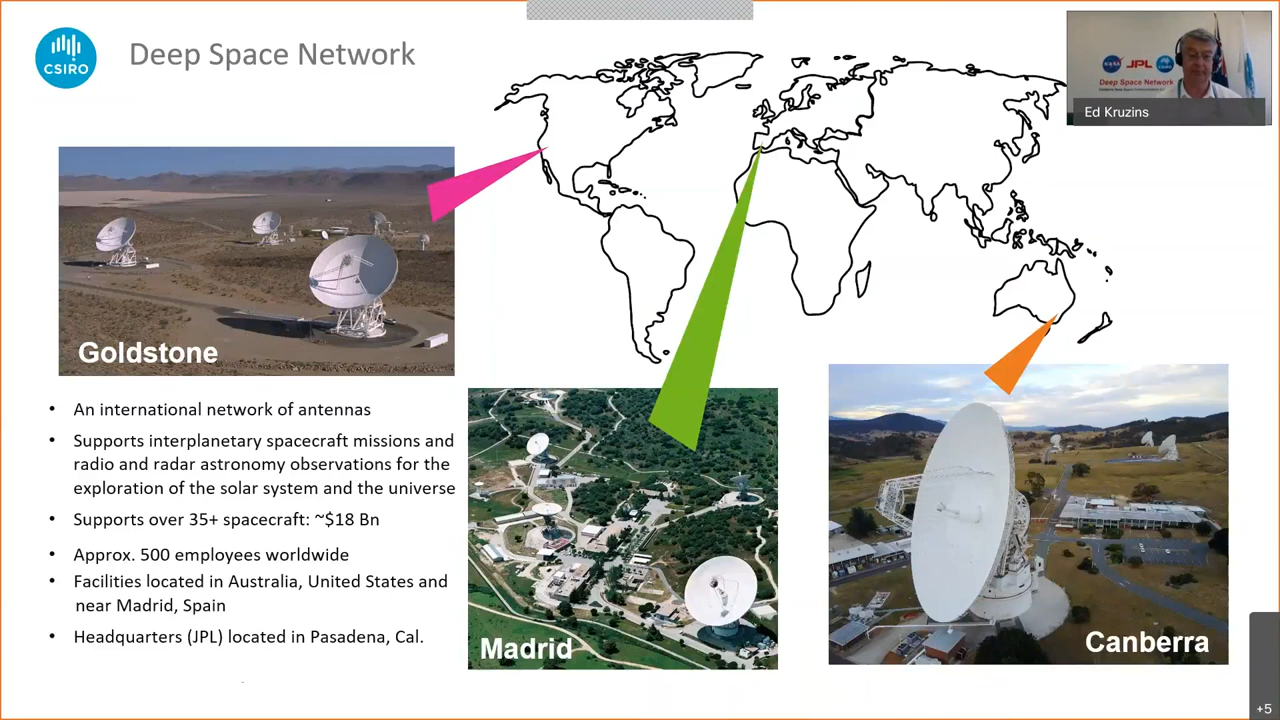 CSIRO
Deep Space Network
NASA JPL CSIRO
Deep Space Network
Ed Kruzins
Goldstone
• An international network of antennas
• Supports interplanetary spacecraft missions and
radio and radar astronomy observations for the
exploration of the solar system and the universe
• Supports over 35+ spacecraft: ~$18 Bn
• Approx. 500 employees worldwide
• Facilities located in Australia, United States and
near Madrid, Spain
• Headquarters (JPL) located in Pasadena, Cal.
Madrid
Canberra
+5